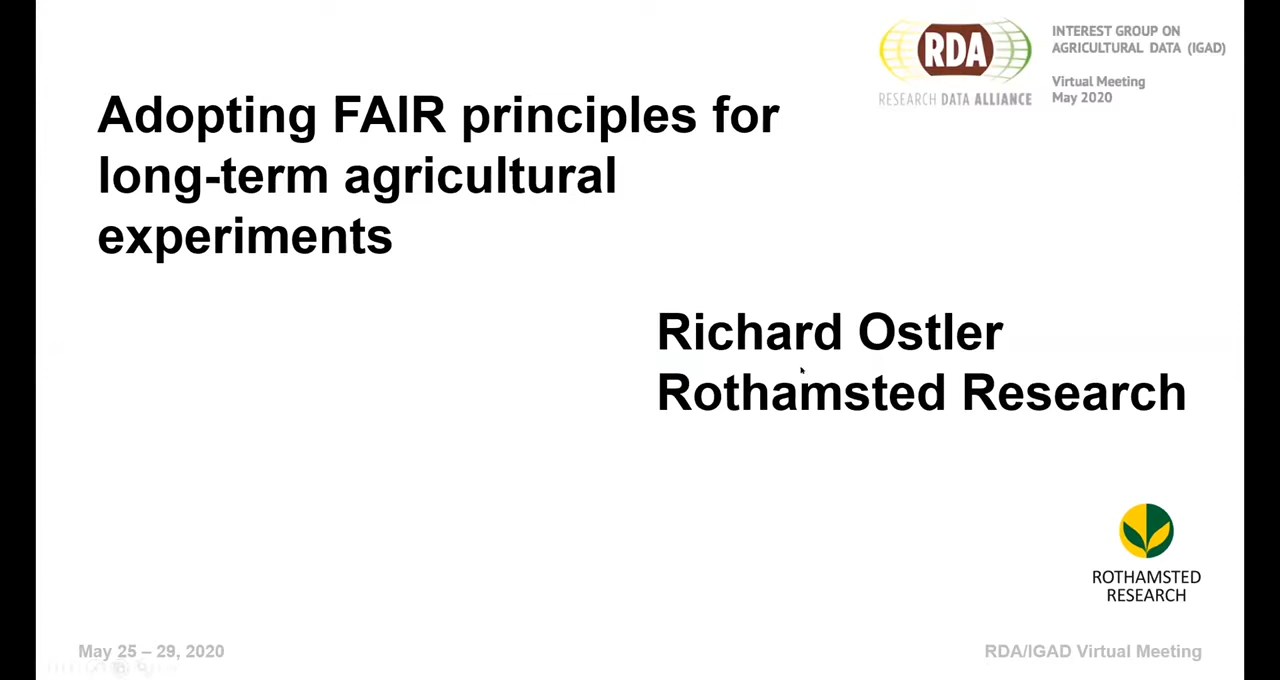 RDA
RESEARCH DATA ALLIANCE
INTEREST GROUP ON
AGRICULTURAL DATA (IGAD)
Virtual Meeting
May 2020
Adopting FAIR principles for
long-term agricultural
experiments
Richard Ostler
Rothamsted Research
ROTHAMSTED
RESEARCH
May 25 – 29, 2020
RDA/IGAD Virtual Meeting